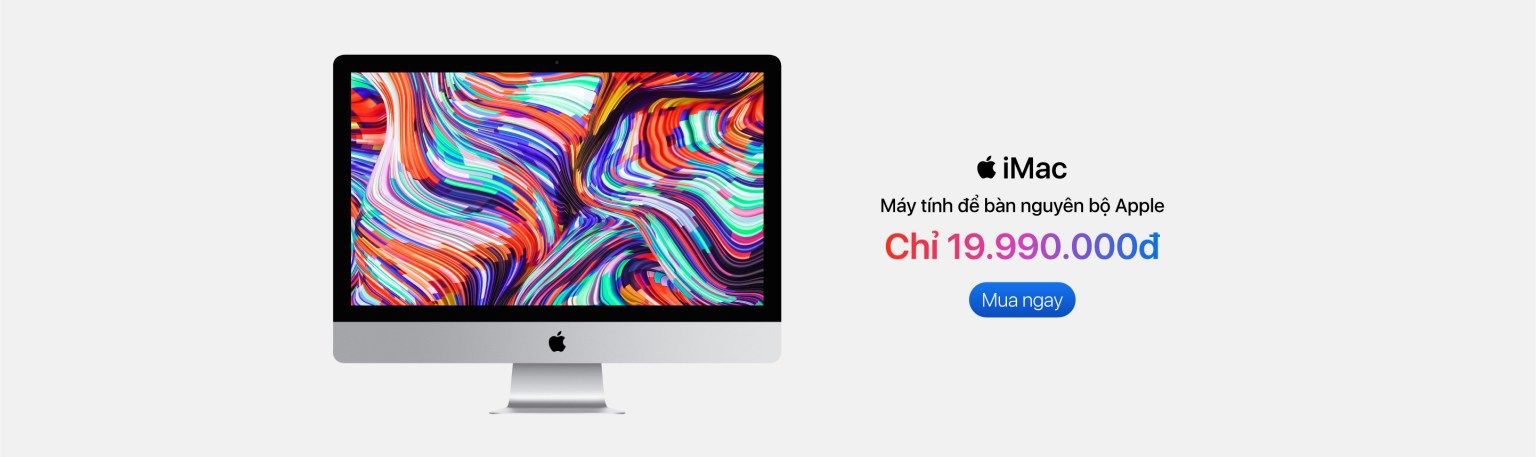 iMac
Máy tính để bàn nguyên bộ Apple
Chỉ 19.990.000đ
Mua ngay